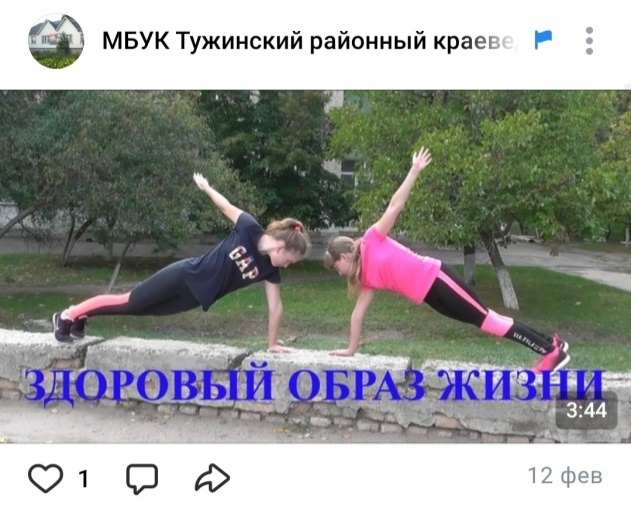 МБУК Тужинский районный краеве
GAP
ЗДОРОВЫЙ ОБРАЗ ЖИЗНИ
3:44
1
12 фев